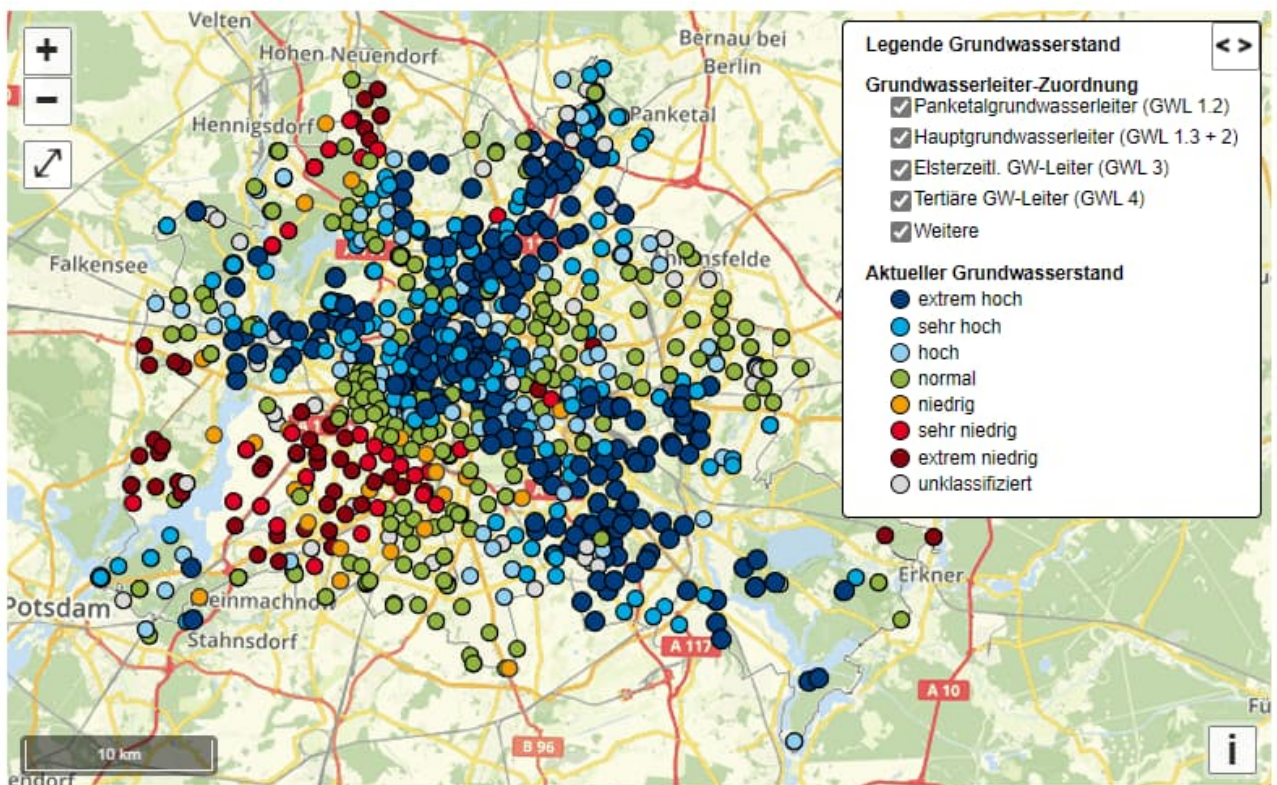 Velten
Hohen Neuendorf
Bernau bei
Berlin
Hennigsdorf
Panketal
Falkensee
Potsdam
Stahnsdorf
Erkner
A 117
A 10
B 96
Fü
10 km
endorf
+
−
i
< >
Legende Grundwasserstand
Grundwasserleiter-Zuordnung
Panketalgrundwasserleiter (GWL 1.2)
Hauptgrundwasserleiter (GWL 1.3 + 2)
Elsterzeitl. GW-Leiter (GWL 3)
Tertiäre GW-Leiter (GWL 4)
Weitere
Aktueller Grundwasserstand
extrem hoch
sehr hoch
hoch
normal
niedrig
sehr niedrig
extrem niedrig
unklassifiziert